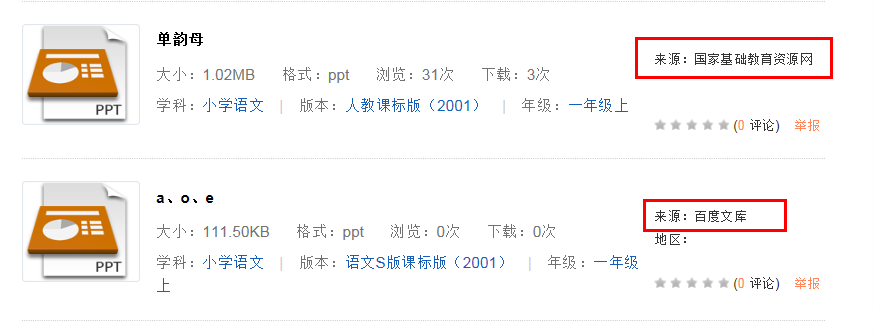 单韵母
来源：国家基础教育资源网
大小：1.02MB 格式：ppt 浏览：31次 下载：3次
PPT
学科：小学语文 | 版本：人教课标版（2001） | 年级：一年级上
(0 评论) 举报
a、o、e
来源：百度文库
大小：111.50KB 格式：ppt 浏览：0次 下载：0次
地区：
PPT
学科：小学语文 | 版本：语文S版课标版（2001） | 年级：一年级
上
(0 评论) 举报